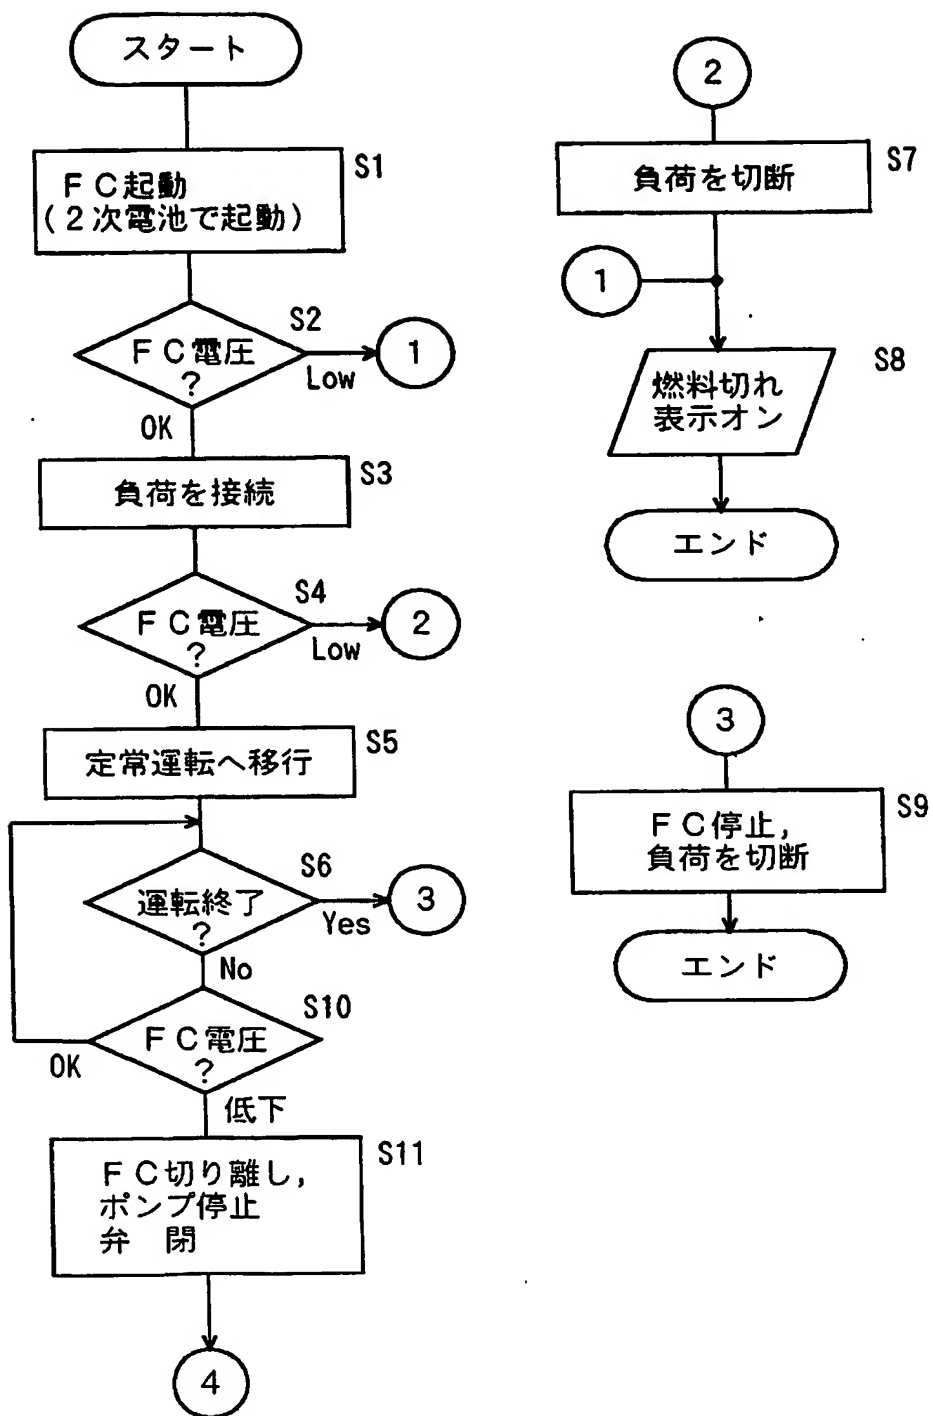 スタート
FC起動
(2次電池で起動)
S1
FC電圧
?
S2
Low
1
OK
負荷を接続
S3
FC電圧
?
S4
Low
2
OK
定常運転へ移行
S5
運転終了
?
S6
Yes
3
No
FC電圧
?
S10
OK
低下
FC切り離し,
ポンプ停止
弁 閉
S11
4
2
負荷を切断
S7
1
燃料切れ
表示オン
S8
エンド
3
FC停止,
負荷を切断
S9
エンド